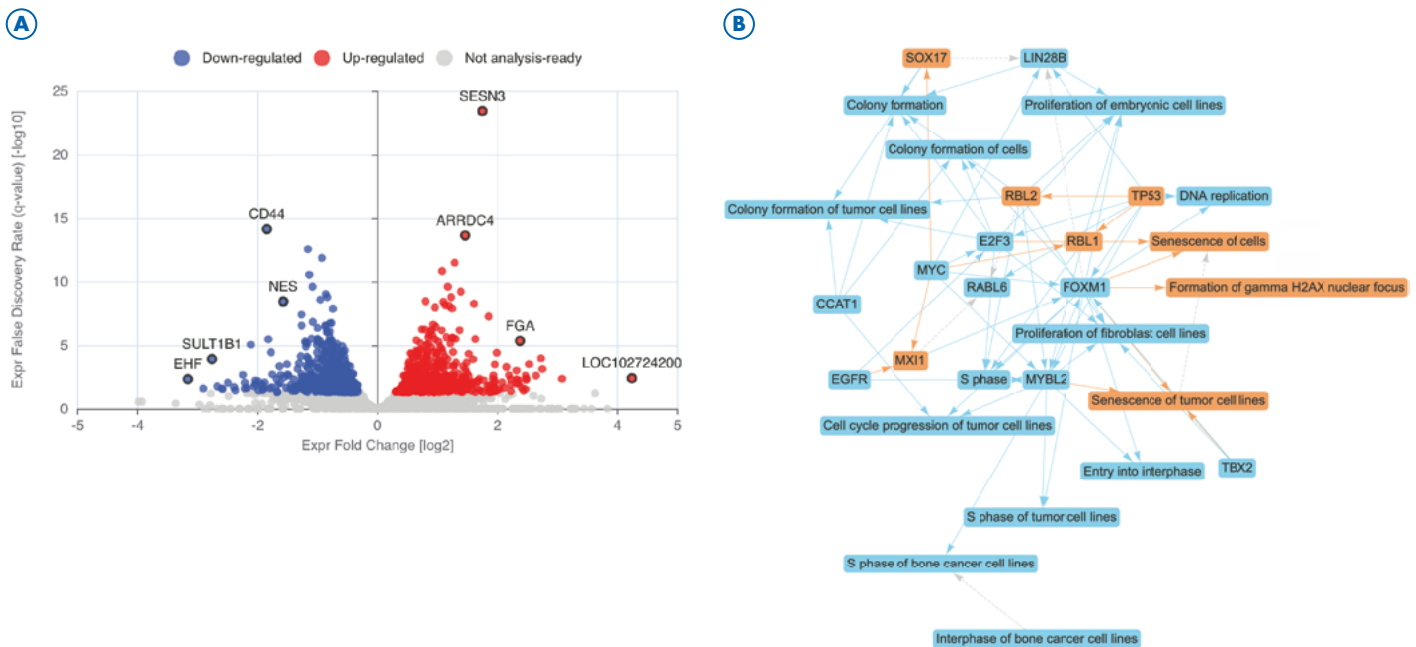 A
B
Down-regulated Up-regulated Not analysis-ready
Expr False Discovery Rate (q-value) [-log10]
25
20
15
10
5
0
SESN3
CD44
ARRDC4
NES
FGA
SULT1B1
EHF
LOC102724200
-5 -4 -2 0 2 4 5
Expr Fold Change [log2]
SOX17
LIN28B
Colony formation
Proliferation of embryonic cell lines
Colony formation of cells
RBL2
TP53
DNA replication
Colony formation of tumor cell lines
E2F3
RBL1
Senescence of cells
MYC
RABL6
FOXM1
Formation of gamma H2AX nuclear focus
CCAT1
Proliferation of fibroblast cell lines
MXI1
EGFR
S phase
MYBL2
Senescence of tumor cell lines
Cell cycle progression of tumor cell lines
Entry into interphase
TBX2
S phase of tumor cell lines
S phase of bone cancer cell lines
Interphase of bone cancer cell lines